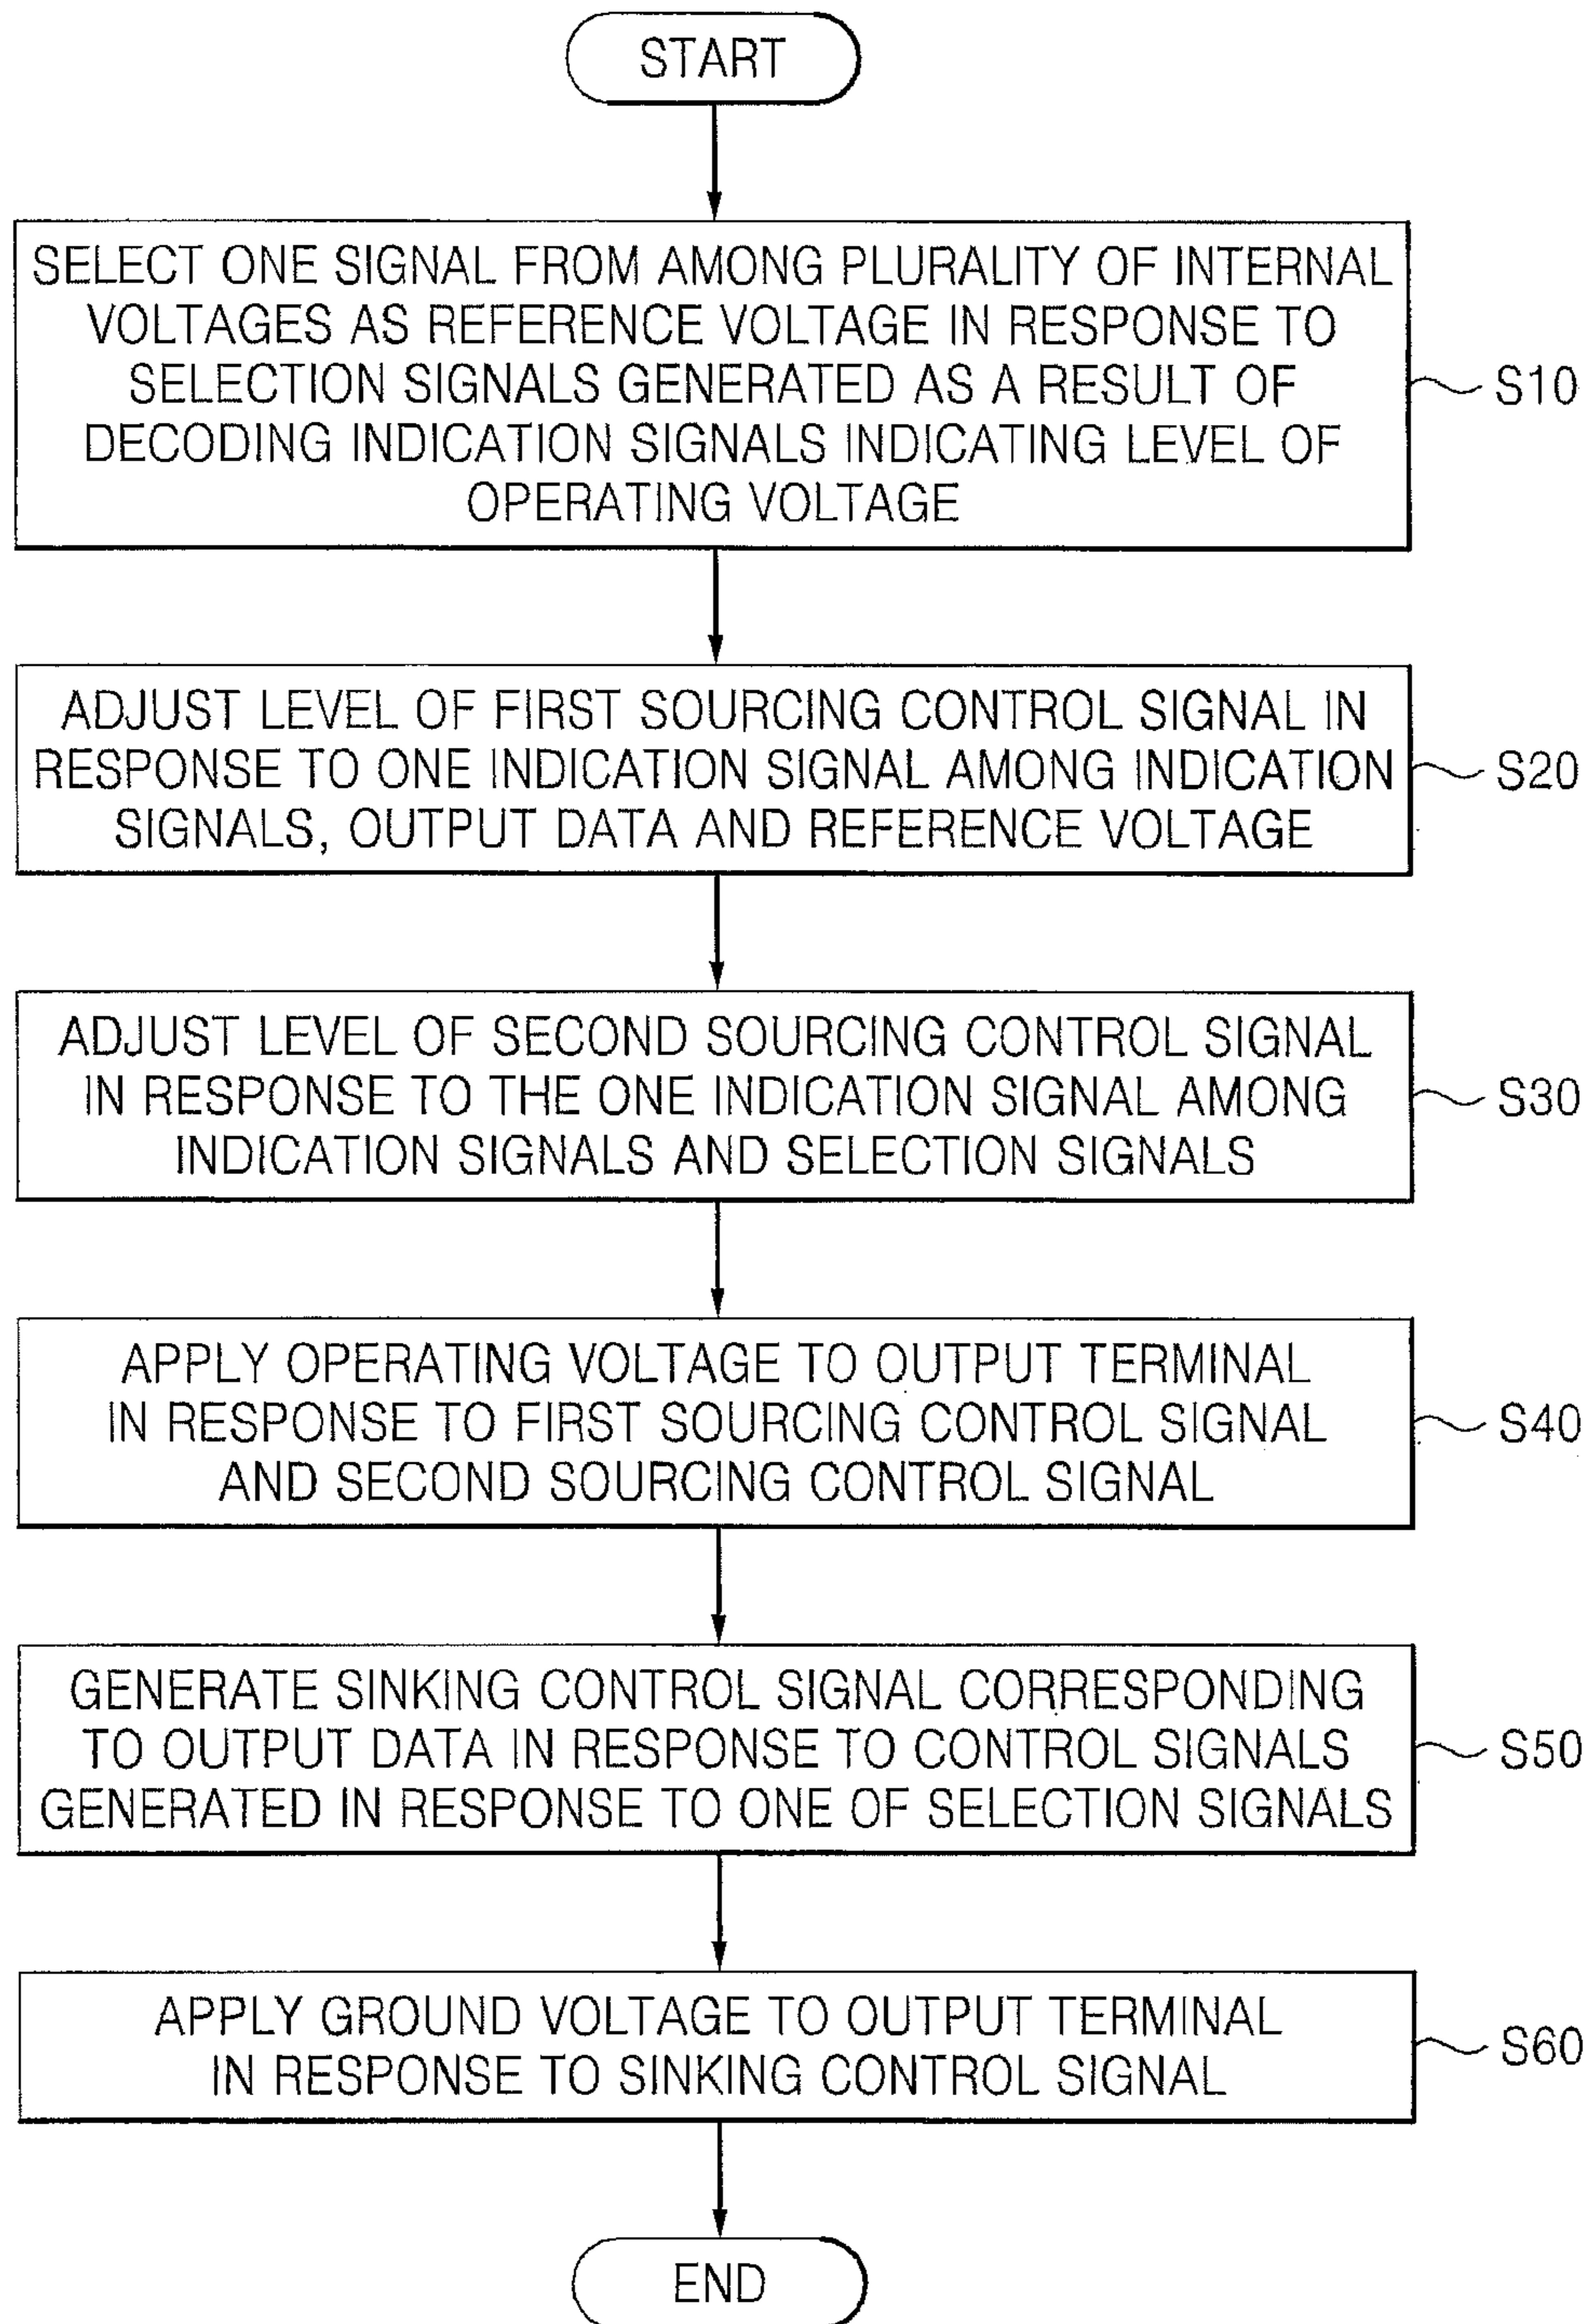 START
SELECT ONE SIGNAL FROM AMONG PLURALITY OF INTERNAL
VOLTAGES AS REFERENCE VOLTAGE IN RESPONSE TO
SELECTION SIGNALS GENERATED AS A RESULT OF
DECODING INDICATION SIGNALS INDICATING LEVEL OF
OPERATING VOLTAGE
S10
ADJUST LEVEL OF FIRST SOURCING CONTROL SIGNAL IN
RESPONSE TO ONE INDICATION SIGNAL AMONG INDICATION
SIGNALS, OUTPUT DATA AND REFERENCE VOLTAGE
S20
ADJUST LEVEL OF SECOND SOURCING CONTROL SIGNAL
IN RESPONSE TO THE ONE INDICATION SIGNAL AMONG
INDICATION SIGNALS AND SELECTION SIGNALS
S30
APPLY OPERATING VOLTAGE TO OUTPUT TERMINAL
IN RESPONSE TO FIRST SOURCING CONTROL SIGNAL
AND SECOND SOURCING CONTROL SIGNAL
S40
GENERATE SINKING CONTROL SIGNAL CORRESPONDING
TO OUTPUT DATA IN RESPONSE TO CONTROL SIGNALS
GENERATED IN RESPONSE TO ONE OF SELECTION SIGNALS
S50
APPLY GROUND VOLTAGE TO OUTPUT TERMINAL
IN RESPONSE TO SINKING CONTROL SIGNAL
S60
END